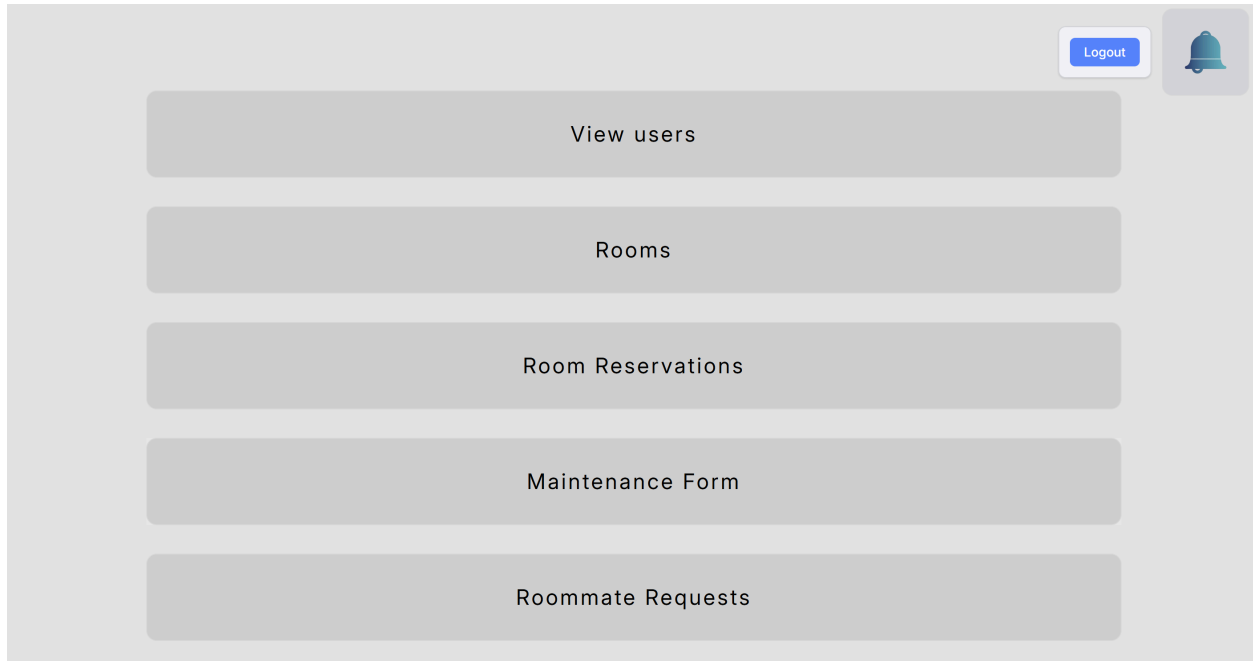 Logout
View users
Rooms
Room Reservations
Maintenance Form
Roommate Requests